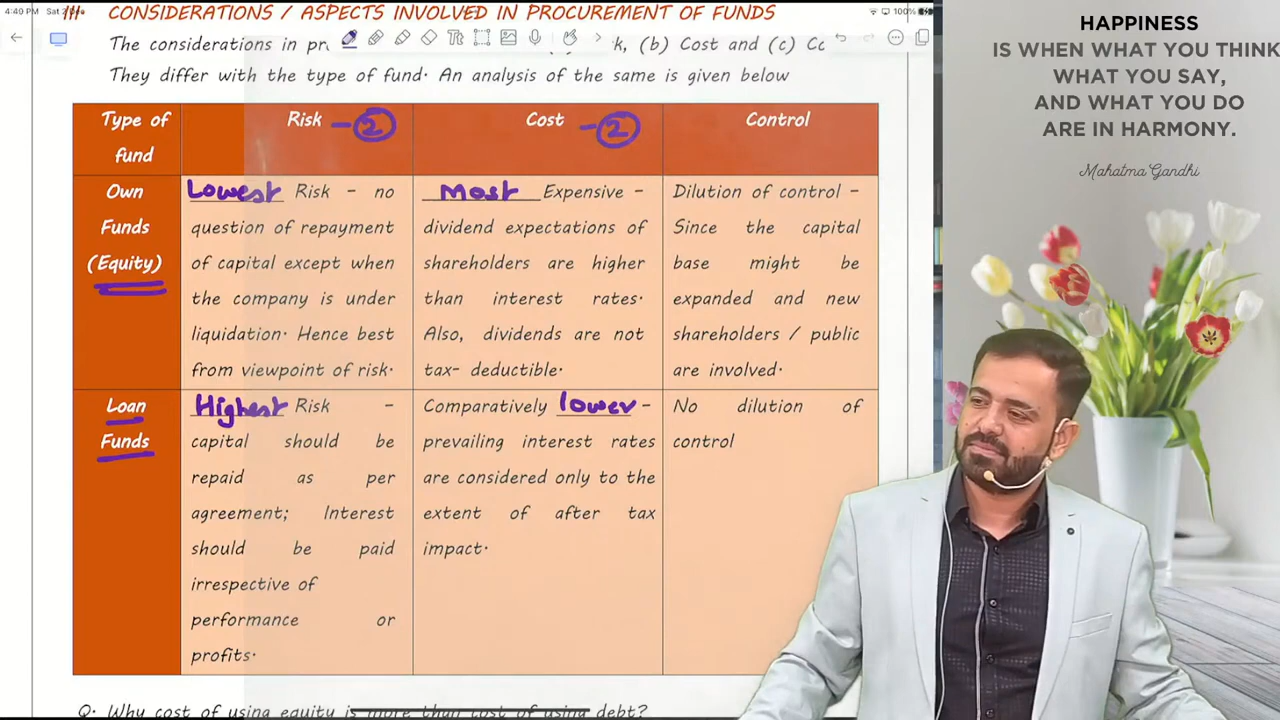 4:40 PM Sat 2
100%
III. CONSIDERATIONS / ASPECTS INVOLVED IN PROCUREMENT OF FUNDS
The considerations in pr k, (b) Cost and (c) Cc
They differ with the type of fund. An analysis of the same is given below
Type of
fund
Risk - 2
Cost - 2
Control
Own
Funds
(Equity)
Lowest Risk - no
question of repayment
of capital except when
the company is under
liquidation. Hence best
from viewpoint of risk.
Most Expensive -
dividend expectations of
shareholders are higher
than interest rates.
Also, dividends are not
tax- deductible.
Dilution of control -
Since the capital
base might be
expanded and new
shareholders / public
are involved.
Loan
Funds
Highest Risk -
capital should be
repaid as per
agreement; Interest
should be paid
irrespective of
performance or
profits.
Comparatively lower -
prevailing interest rates
are considered only to the
extent of after tax
impact.
No dilution of
control
Q. Why cost of using equity is more than cost of using debt?
HAPPINESS
IS WHEN WHAT YOU THINK
WHAT YOU SAY,
AND WHAT YOU DO
ARE IN HARMONY.
Mahatma Gandhi